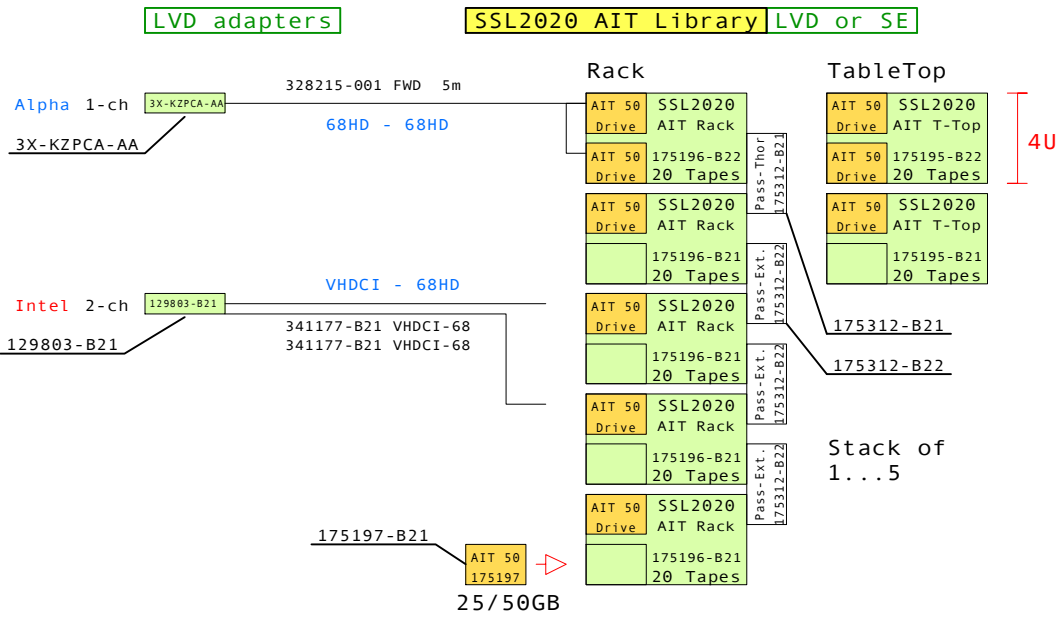 LVD adapters
SSL2020 AIT Library
LVD or SE
Rack
TableTop
328215-001 FWD 5m
Alpha 1-ch
3X-KZPCA-AA
68HD - 68HD
3X-KZPCA-AA
AIT 50
Drive
SSL2020
AIT Rack
AIT 50
Drive
175196-B22
20 Tapes
Pass-Thor
175312-B21
AIT 50
Drive
SSL2020
AIT T-Top
AIT 50
Drive
175195-B22
20 Tapes
4U
AIT 50
Drive
SSL2020
AIT Rack
175196-B21
20 Tapes
Pass-Ext.
175312-B22
AIT 50
Drive
SSL2020
AIT T-Top
175195-B21
20 Tapes
VHDCI - 68HD
Intel 2-ch
129803-B21
341177-B21 VHDCI-68
341177-B21 VHDCI-68
129803-B21
AIT 50
Drive
SSL2020
AIT Rack
175196-B21
20 Tapes
Pass-Ext.
175312-B22
175312-B21
175312-B22
AIT 50
Drive
SSL2020
AIT Rack
175196-B21
20 Tapes
Pass-Ext.
175312-B22
Stack of
1...5
AIT 50
Drive
SSL2020
AIT Rack
175196-B21
20 Tapes
175197-B21
AIT 50
175197
25/50GB